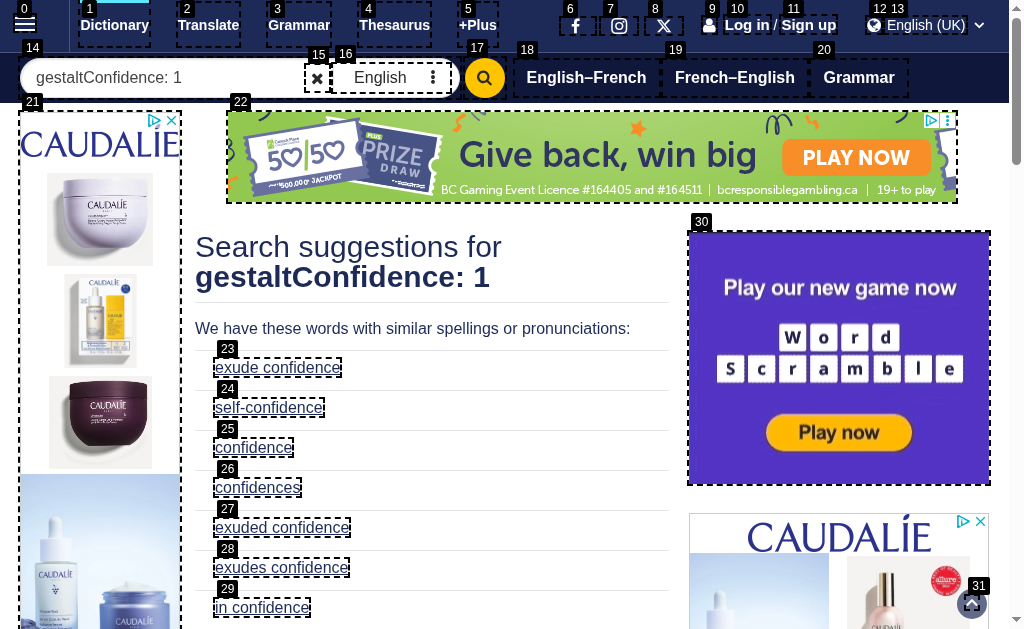 0 1 2 3 4 5 6 7 8 9 10 11 12 13
Dictionary Translate Grammar Thesaurus +Plus Log in / Sign up English (UK)
14 15 16 17 18 19 20
gestaltConfidence: 1 English English–French French–English Grammar
21 22
CAUDALÍE
Give back, win big
PLAY NOW
50/50 PLUS PRIZE DRAW
BC Gaming Event Licence #164405 and #164511 | bcresponsiblegambling.ca | 19+ to play
Search suggestions for
gestaltConfidence: 1
We have these words with similar spellings or pronunciations:
23
exude confidence
24
self-confidence
25
confidence
26
confidences
27
exuded confidence
28
exudes confidence
29
in confidence
30
Play our new game now
Word
Scramble
Play now
CAUDALÍE
allure
31